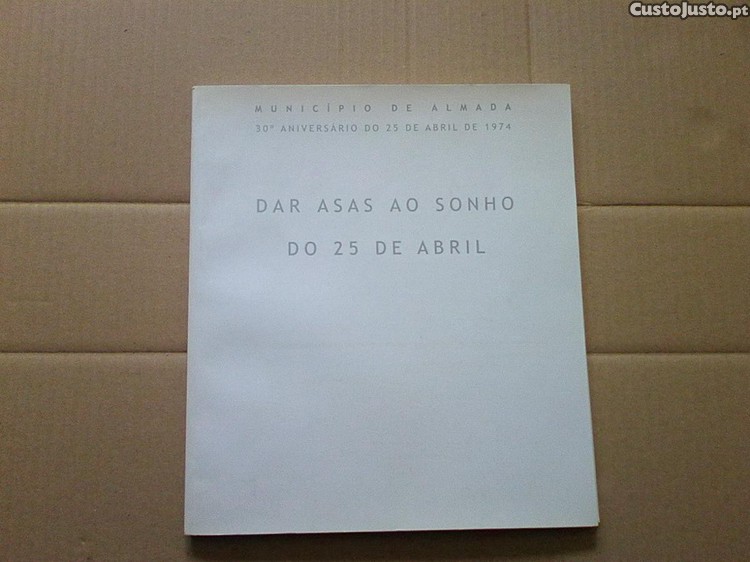 CustoJusto.pt
MUNICÍPIO DE ALMADA
30º ANIVERSÁRIO DO 25 DE ABRIL DE 1974
DAR ASAS AO SONHO
DO 25 DE ABRIL